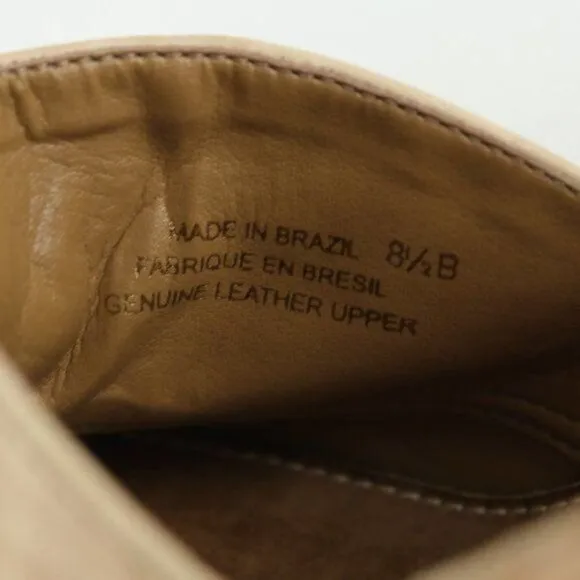 MADE IN BRAZIL 8½B
FABRIQUE EN BRESIL
GENUINE LEATHER UPPER